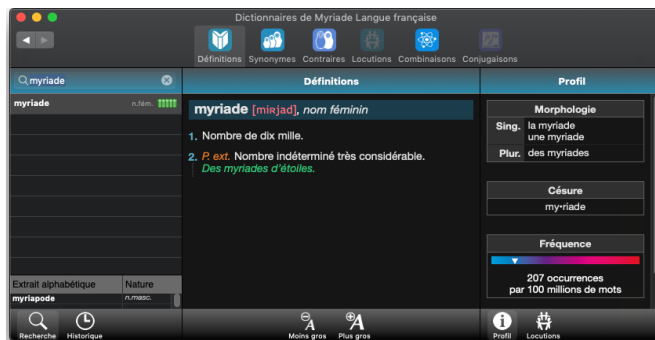 Dictionnaires de Myriade Langue française
Définitions Synonymes Contraires Locutions Combinaisons Conjugaisons
myriade
Définitions
Profil
myriade n.fém.
myriade [miʀjad], nom féminin
1. Nombre de dix mille.
2. P. ext. Nombre indéterminé très considérable.
Des myriades d'étoiles.
Morphologie
Sing. la myriade
une myriade
Plur. des myriades
Césure
my•riade
Fréquence
207 occurrences
par 100 millions de mots
Extrait alphabétique Nature
myriapode n.masc.
Recherche Historique
Moins gros Plus gros
Profil Locutions